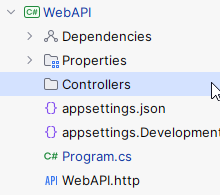 C# WebAPI
Dependencies
Properties
Controllers
{} appsettings.json
{} appsettings.Development
C# Program.cs
API WebAPI.http